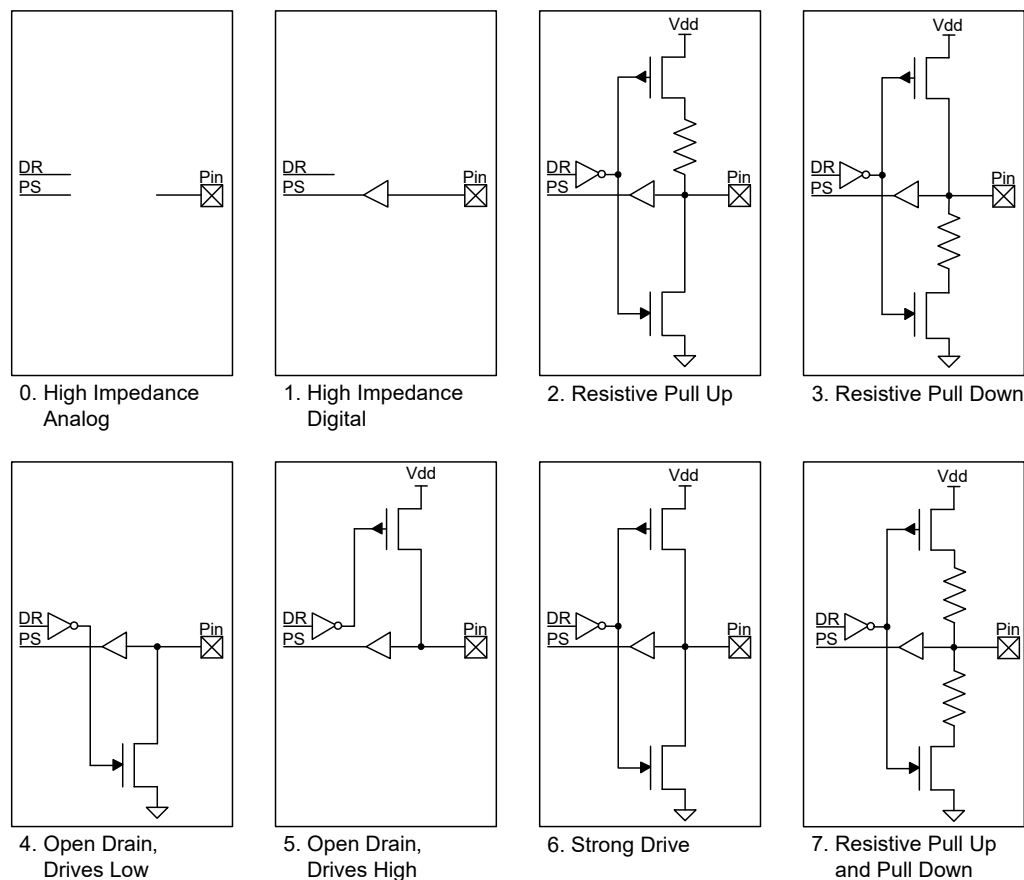 Vdd
Vdd
DR
PS
Pin
DR
PS
Pin
DR
PS
Pin
DR
PS
Pin
0. High Impedance
Analog
1. High Impedance
Digital
2. Resistive Pull Up
3. Resistive Pull Down
Vdd
Vdd
Vdd
DR
PS
Pin
DR
PS
Pin
DR
PS
Pin
DR
PS
Pin
4. Open Drain,
Drives Low
5. Open Drain,
Drives High
6. Strong Drive
7. Resistive Pull Up
and Pull Down